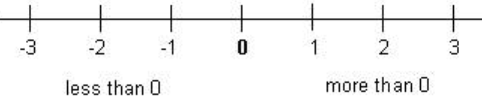 -3 -2 -1 0 1 2 3
less than 0 more than 0